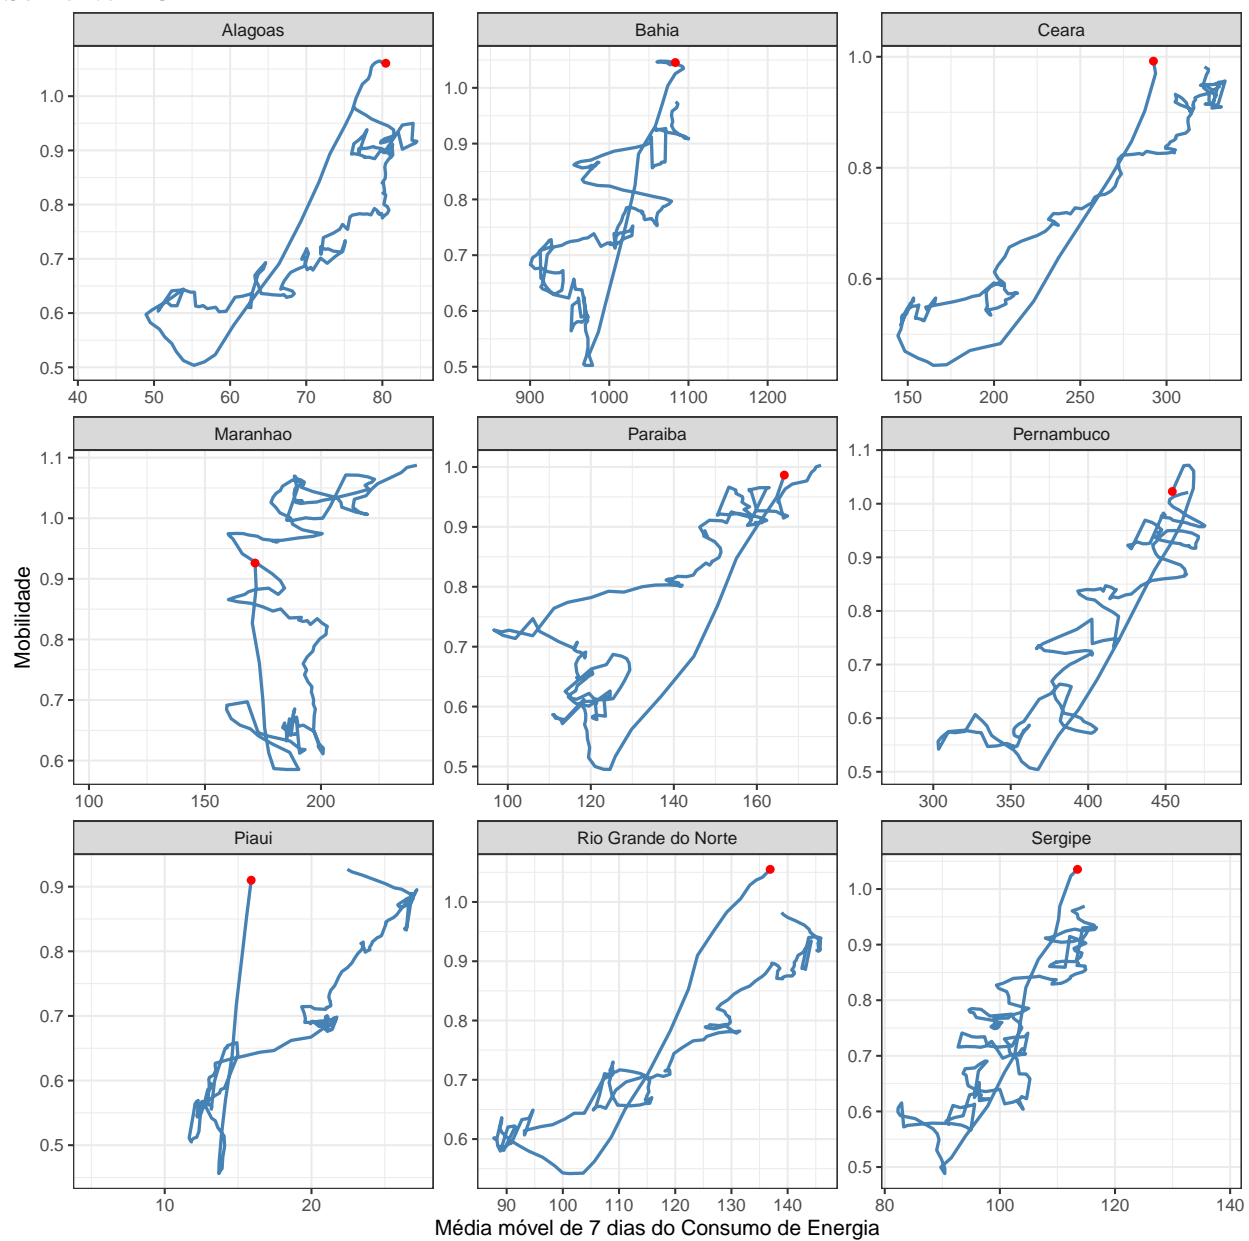 Alagoas Bahia Ceara
1.0 0.9 0.8 0.7 0.6 0.5
40 50 60 70 80
1.0 0.9 0.8 0.7 0.6 0.5
900 1000 1100 1200
1.0 0.8 0.6
150 200 250 300
Maranhao Paraiba Pernambuco
1.1 1.0 0.9 0.8 0.7 0.6
100 150 200
1.0 0.9 0.8 0.7 0.6 0.5
100 120 140 160
1.1 1.0 0.9 0.8 0.7 0.6 0.5
300 350 400 450
Mobilidade
Piaui Rio Grande do Norte Sergipe
0.9 0.8 0.7 0.6 0.5
10 20
1.0 0.9 0.8 0.7 0.6
90 100 110 120 130 140
1.0 0.9 0.8 0.7 0.6 0.5
80 100 120 140
Média móvel de 7 dias do Consumo de Energia